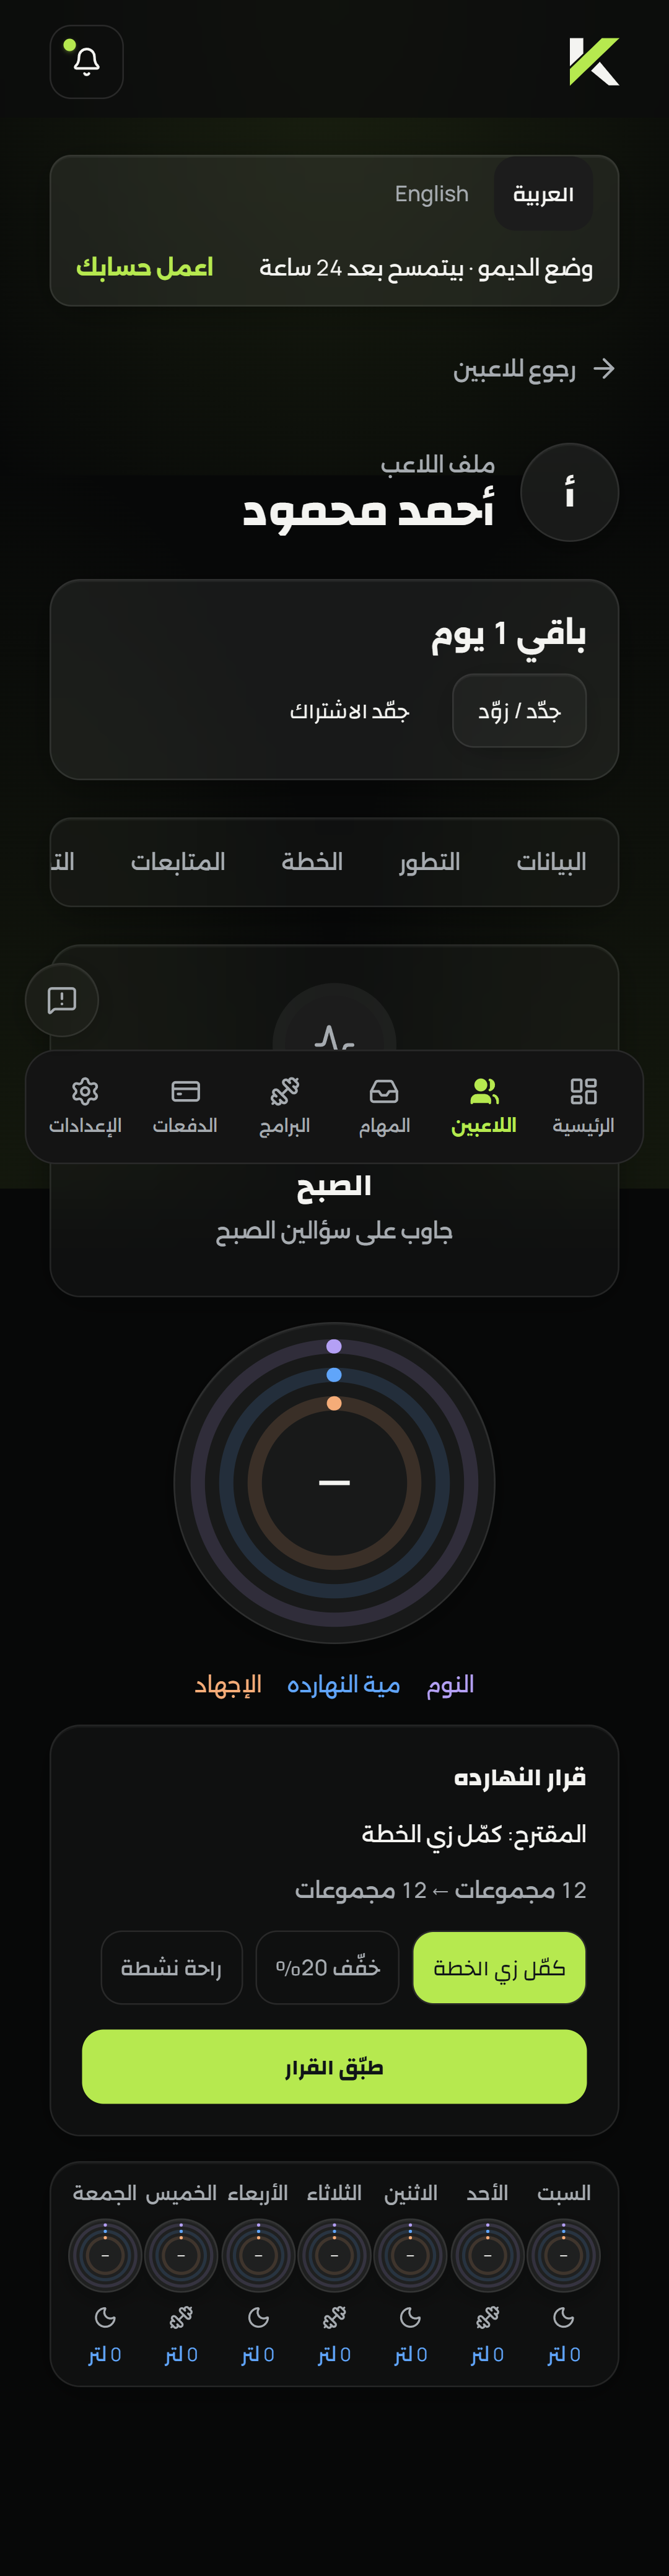 العربية English
وضع الديمو · بيتمسح بعد 24 ساعة اعمل حسابك
رجوع للاعبين
أ
ملف اللاعب
أحمد محمود
باقي 1 يوم
جدّد / زوّد جمّد الاشتراك
البيانات التطور الخطة المتابعات
الرئيسية اللاعبين المهام البرامج الدفعات الإعدادات
الصبح
جاوب على سؤالين الصبح
—
النوم مية النهارده الإجهاد
قرار النهارده
المقترح: كمّل زي الخطة
12 مجموعات ← 12 مجموعات
كمّل زي الخطة خفّف 20% راحة نشطة
طبّق القرار
السبت الأحد الاثنين الثلاثاء الأربعاء الخميس الجمعة
– – – – – – –
0 لتر 0 لتر 0 لتر 0 لتر 0 لتر 0 لتر 0 لتر